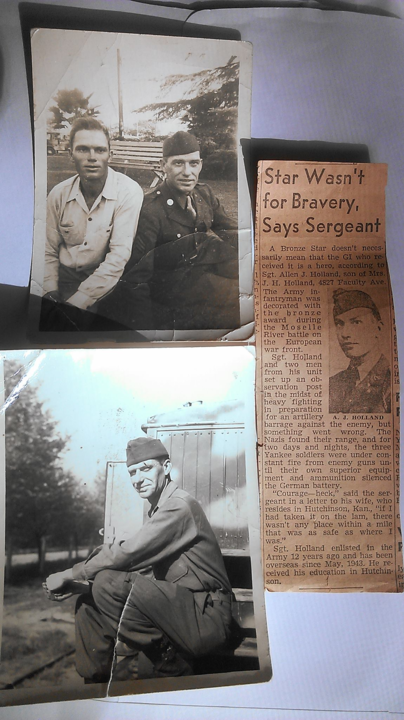 Star Wasn't
for Bravery,
Says Sergeant
A Bronze Star doesn't neces-
sarily mean that the GI who re-
ceived it is a hero, according to
Sgt. Allen J. Holland, son of Mrs.
J. H. Holland, 4827 Ave.
The Army in-
fantryman was
decorated with
the bronze
award during
the Moselle
River battle on
the European
war front.
Sgt. Holland
and two men
from his unit
set up an ob-
servation post
in the midst of
heavy fighting
in preparation
for an artillery
A. J. HOLLAND
barrage against the enemy, but
something went wrong. The
Nazis found their range, and for
two days and nights, the three
Yankee soldiers were under con-
stant fire from enemy guns un-
til their own superior equip-
ment and ammunition silenced
the German battery.
"Courage—heck," said the ser-
geant in a letter to his wife, who
resides in Hutchinson, Kan., "if I
had taken it on the lam, there
wasn't any place within a mile
that was as safe as where I
was."
Sgt. Holland enlisted in the
Army 12 years ago and has been
overseas since May, 1943. He re-
ceived his education in Hutchin-
son.